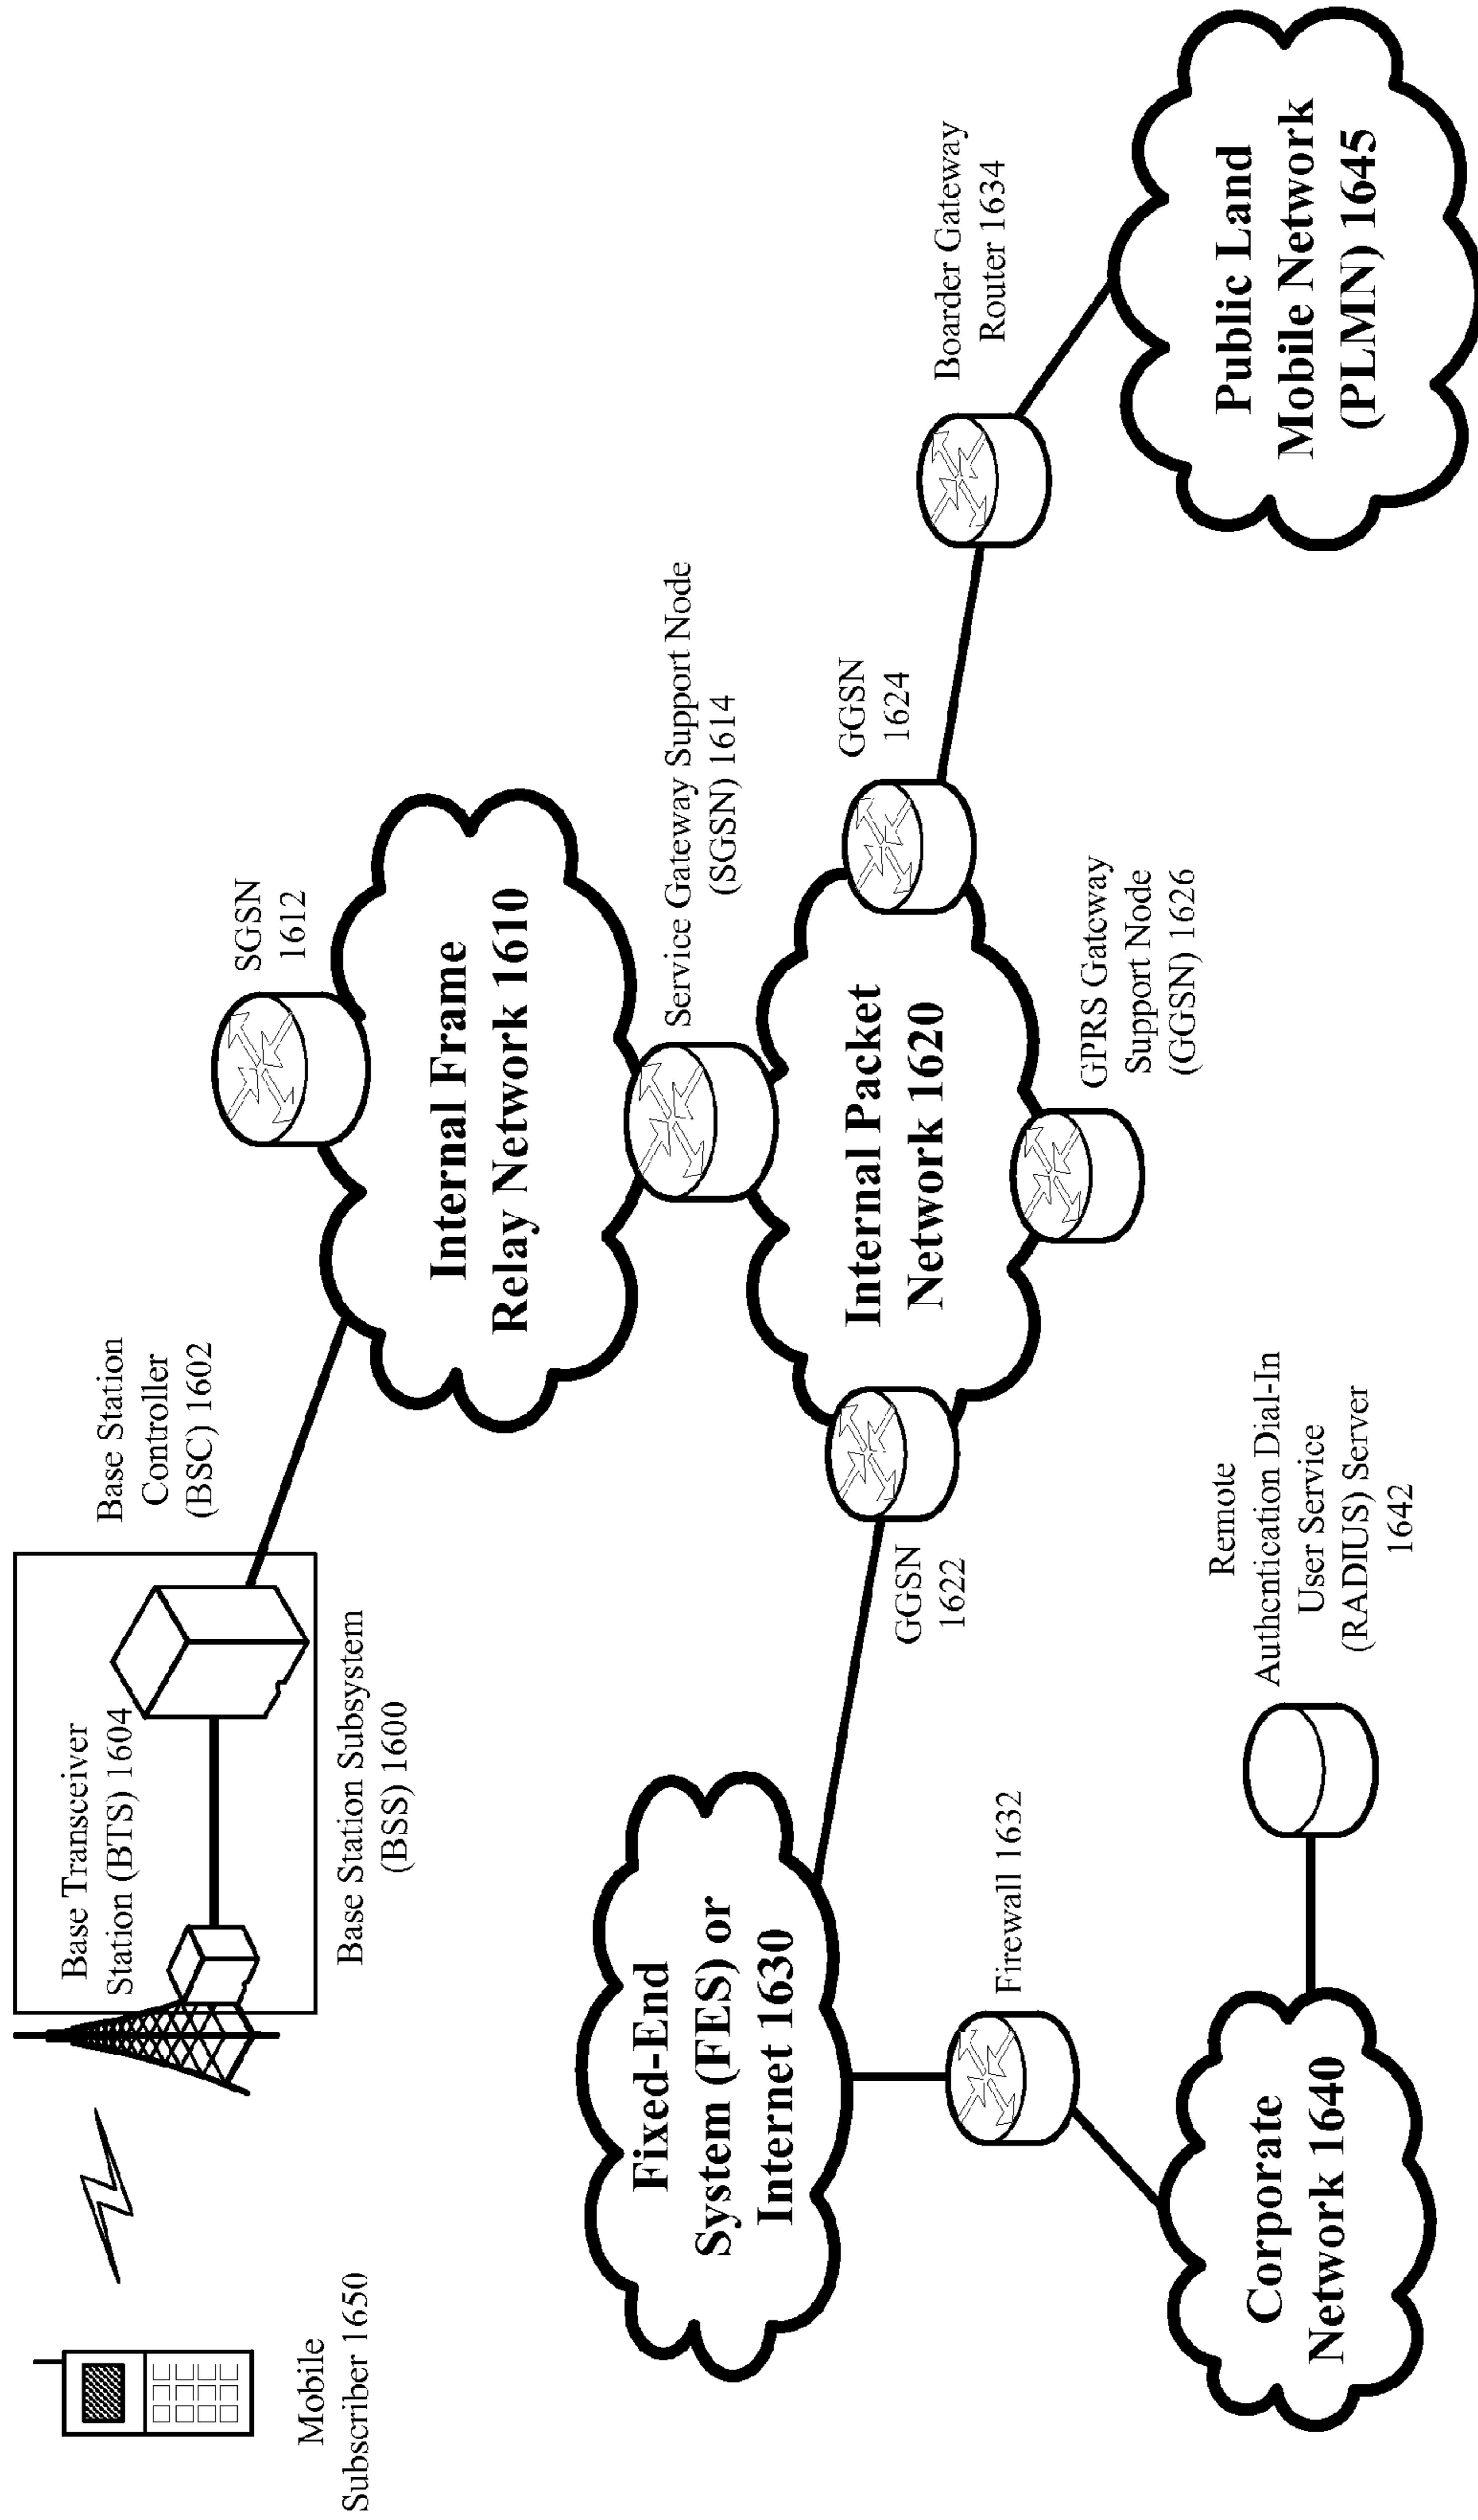 Mobile
Subscriber 1650
Base Transceiver
Station (BTS) 1604
Base Station Subsystem
(BSS) 1600
Base Station
Controller
(BSC) 1602
SGSN
1612
Internal Frame
Relay Network 1610
Service Gateway Support Node
(SGSN) 1614
Fixed-End
System (FES) or
Internet 1630
GGSN
1622
Internal Packet
Network 1620
GGSN
1624
Boarder Gateway
Router 1634
Firewall 1632
GPRS Gateway
Support Node
(GGSN) 1626
Corporate
Network 1640
Remote
Authentication Dial-In
User Service
(RADIUS) Server
1642
Public Land
Mobile Network
(PLMN) 1645